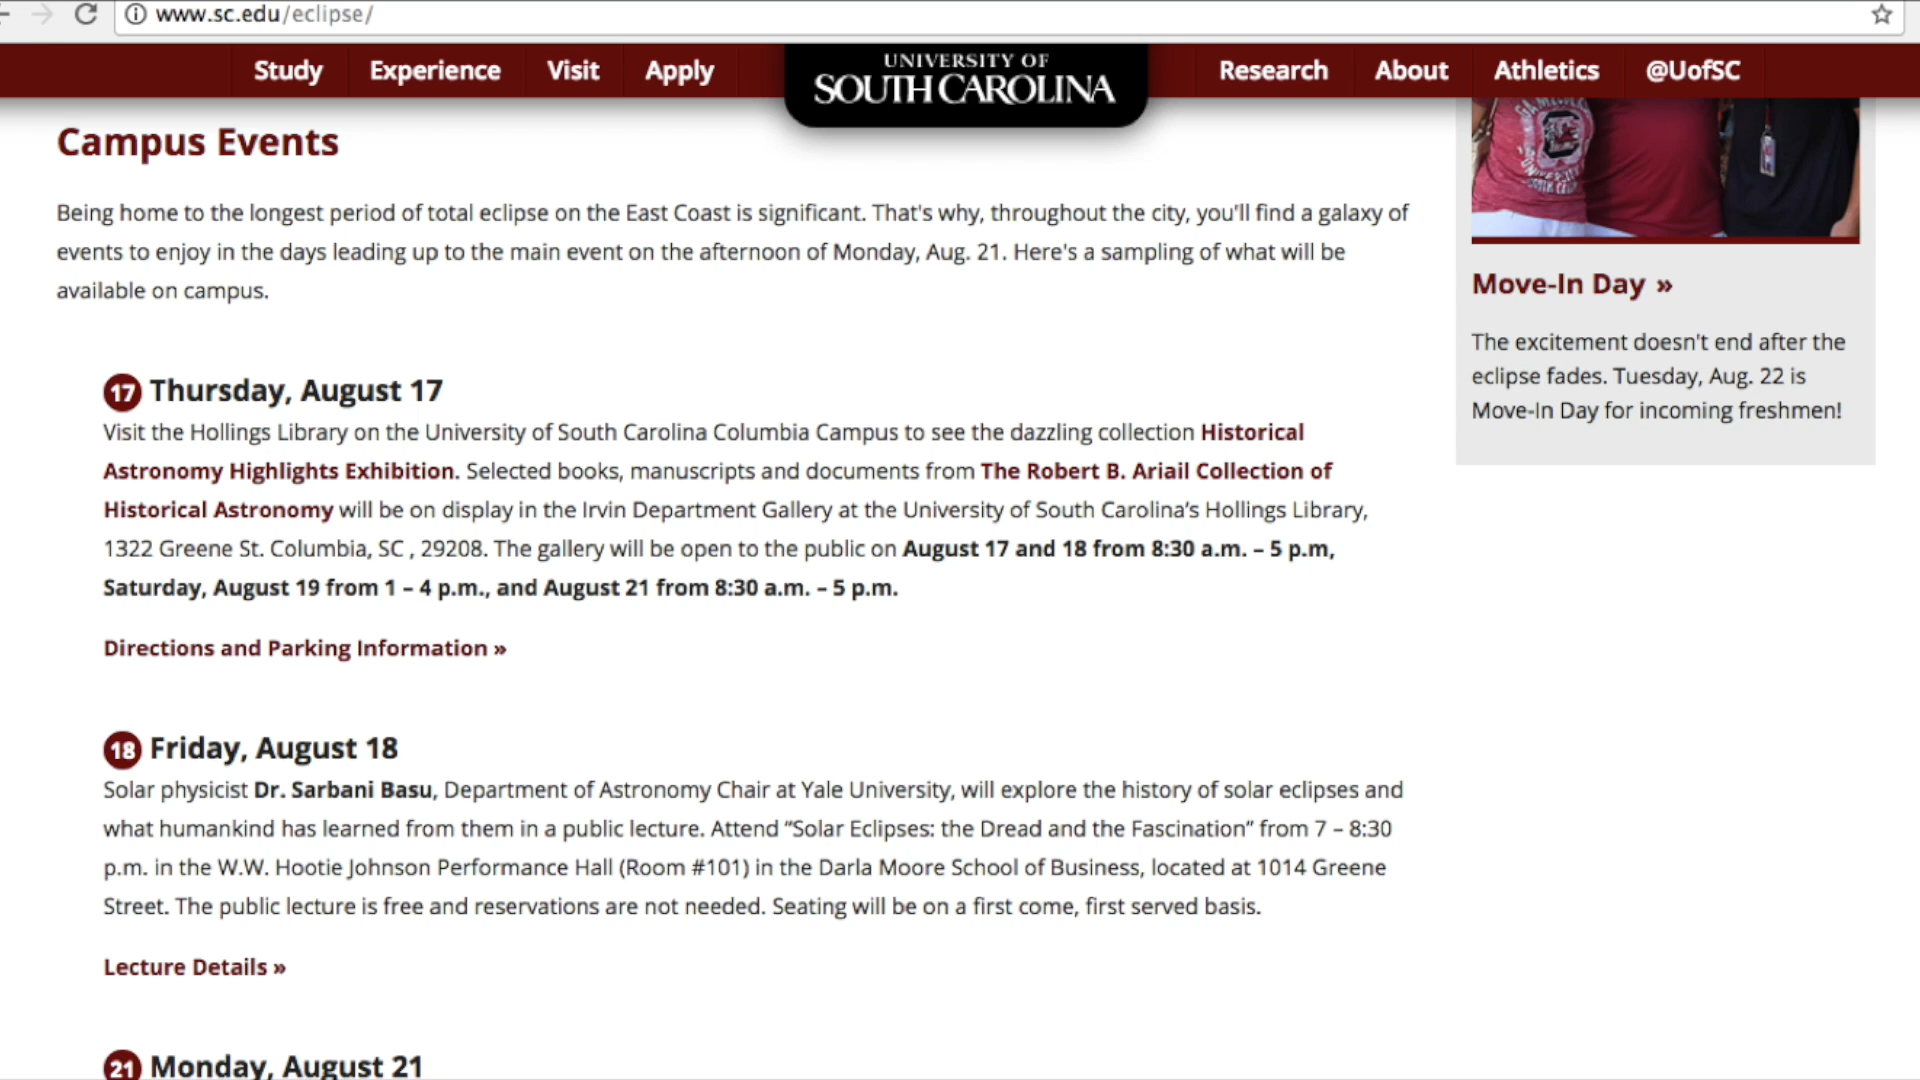 www.sc.edu/eclipse/
Study Experience Visit Apply UNIVERSITY OF SOUTH CAROLINA Research About Athletics @UofSC
Campus Events
Being home to the longest period of total eclipse on the East Coast is significant. That's why, throughout the city, you'll find a galaxy of
events to enjoy in the days leading up to the main event on the afternoon of Monday, Aug. 21. Here's a sampling of what will be
available on campus.
17 Thursday, August 17
Visit the Hollings Library on the University of South Carolina Columbia Campus to see the dazzling collection Historical
Astronomy Highlights Exhibition. Selected books, manuscripts and documents from The Robert B. Ariail Collection of
Historical Astronomy will be on display in the Irvin Department Gallery at the University of South Carolina's Hollings Library,
1322 Greene St. Columbia, SC , 29208. The gallery will be open to the public on August 17 and 18 from 8:30 a.m. – 5 p.m,
Saturday, August 19 from 1 – 4 p.m., and August 21 from 8:30 a.m. – 5 p.m.
Directions and Parking Information »
18 Friday, August 18
Solar physicist Dr. Sarbani Basu, Department of Astronomy Chair at Yale University, will explore the history of solar eclipses and
what humankind has learned from them in a public lecture. Attend “Solar Eclipses: the Dread and the Fascination” from 7 – 8:30
p.m. in the W.W. Hootie Johnson Performance Hall (Room #101) in the Darla Moore School of Business, located at 1014 Greene
Street. The public lecture is free and reservations are not needed. Seating will be on a first come, first served basis.
Lecture Details »
21 Monday, August 21
Move-In Day »
The excitement doesn't end after the
eclipse fades. Tuesday, Aug. 22 is
Move-In Day for incoming freshmen!